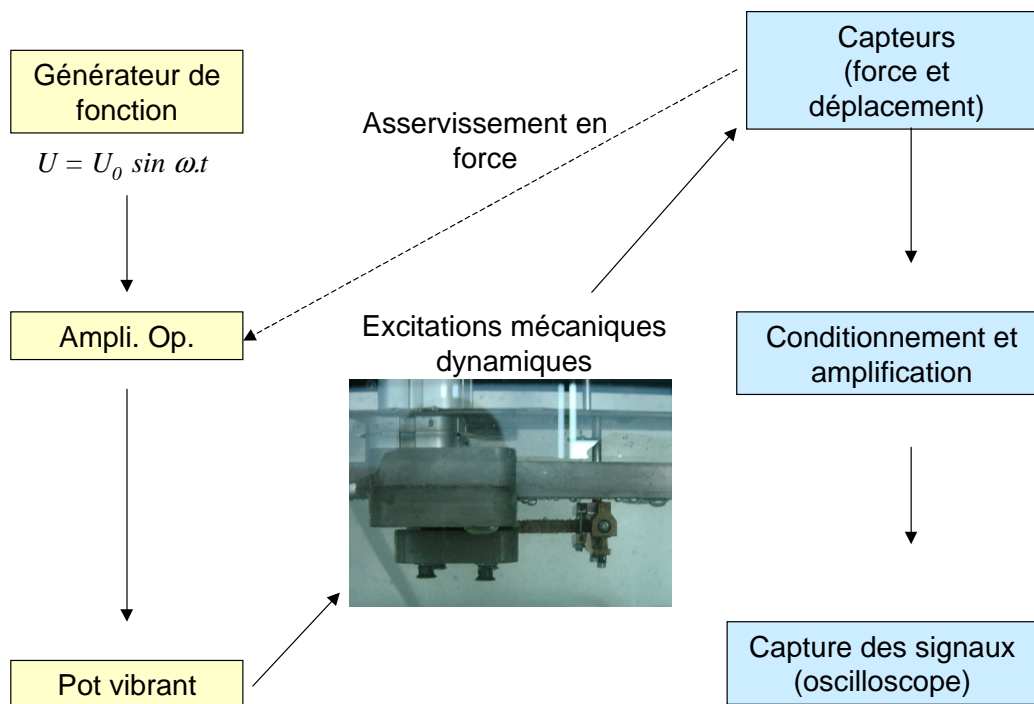 Générateur de
fonction
U = U₀ sin ω.t
Ampli. Op.
Pot vibrant
Asservissement en
force
Excitations mécaniques
dynamiques
Capteurs
(force et
déplacement)
Conditionnement et
amplification
Capture des signaux
(oscilloscope)